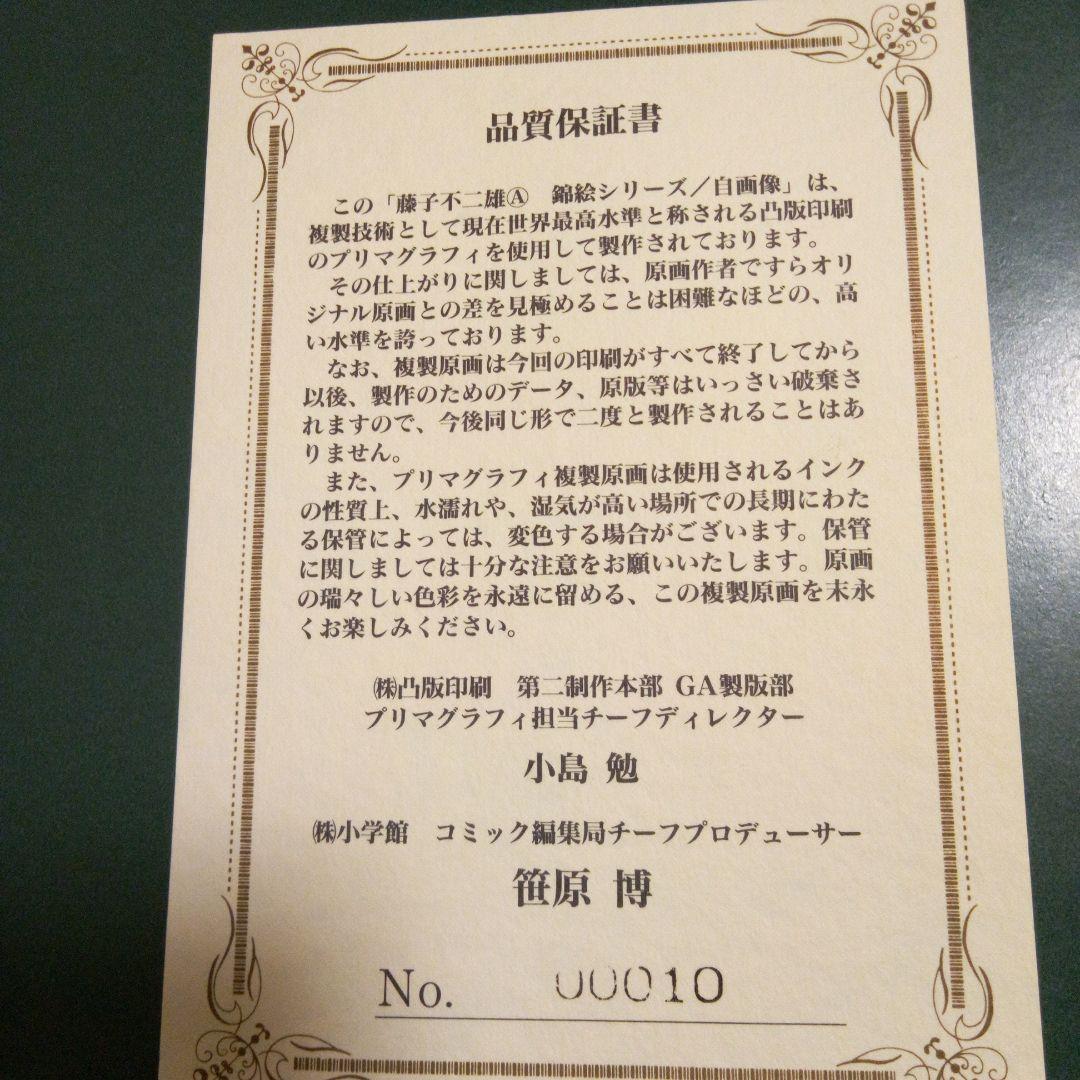 品質保証書
この「藤子不二雄Ⓐ　錦絵シリーズ／自画像」は、
複製技術として現在世界最高水準と称される凸版印刷
のプリマグラフィを使用して製作されております。
その仕上がりに関しましては、原画作者ですらオリ
ジナル原画との差を見極めることは困難なほどの、高
い水準を誇っております。
なお、複製原画は今回の印刷がすべて終了してから
以後、製作のためのデータ、原版等はいっさい破棄さ
れますので、今後同じ形で二度と製作されることはあ
りません。
また、プリマグラフィ複製原画は使用されるインク
の性質上、水濡れや、湿気が高い場所での長期にわた
る保管によっては、変色する場合がございます。保管
に関しましては十分な注意をお願いいたします。原画
の瑞々しい色彩を永遠に留める、この複製原画を末永
くお楽しみください。
㈱凸版印刷　第二制作本部 GA製版部
プリマグラフィ担当チーフディレクター
小島 勉
㈱小学館　コミック編集局チーフプロデューサー
笹原 博
No. 00010